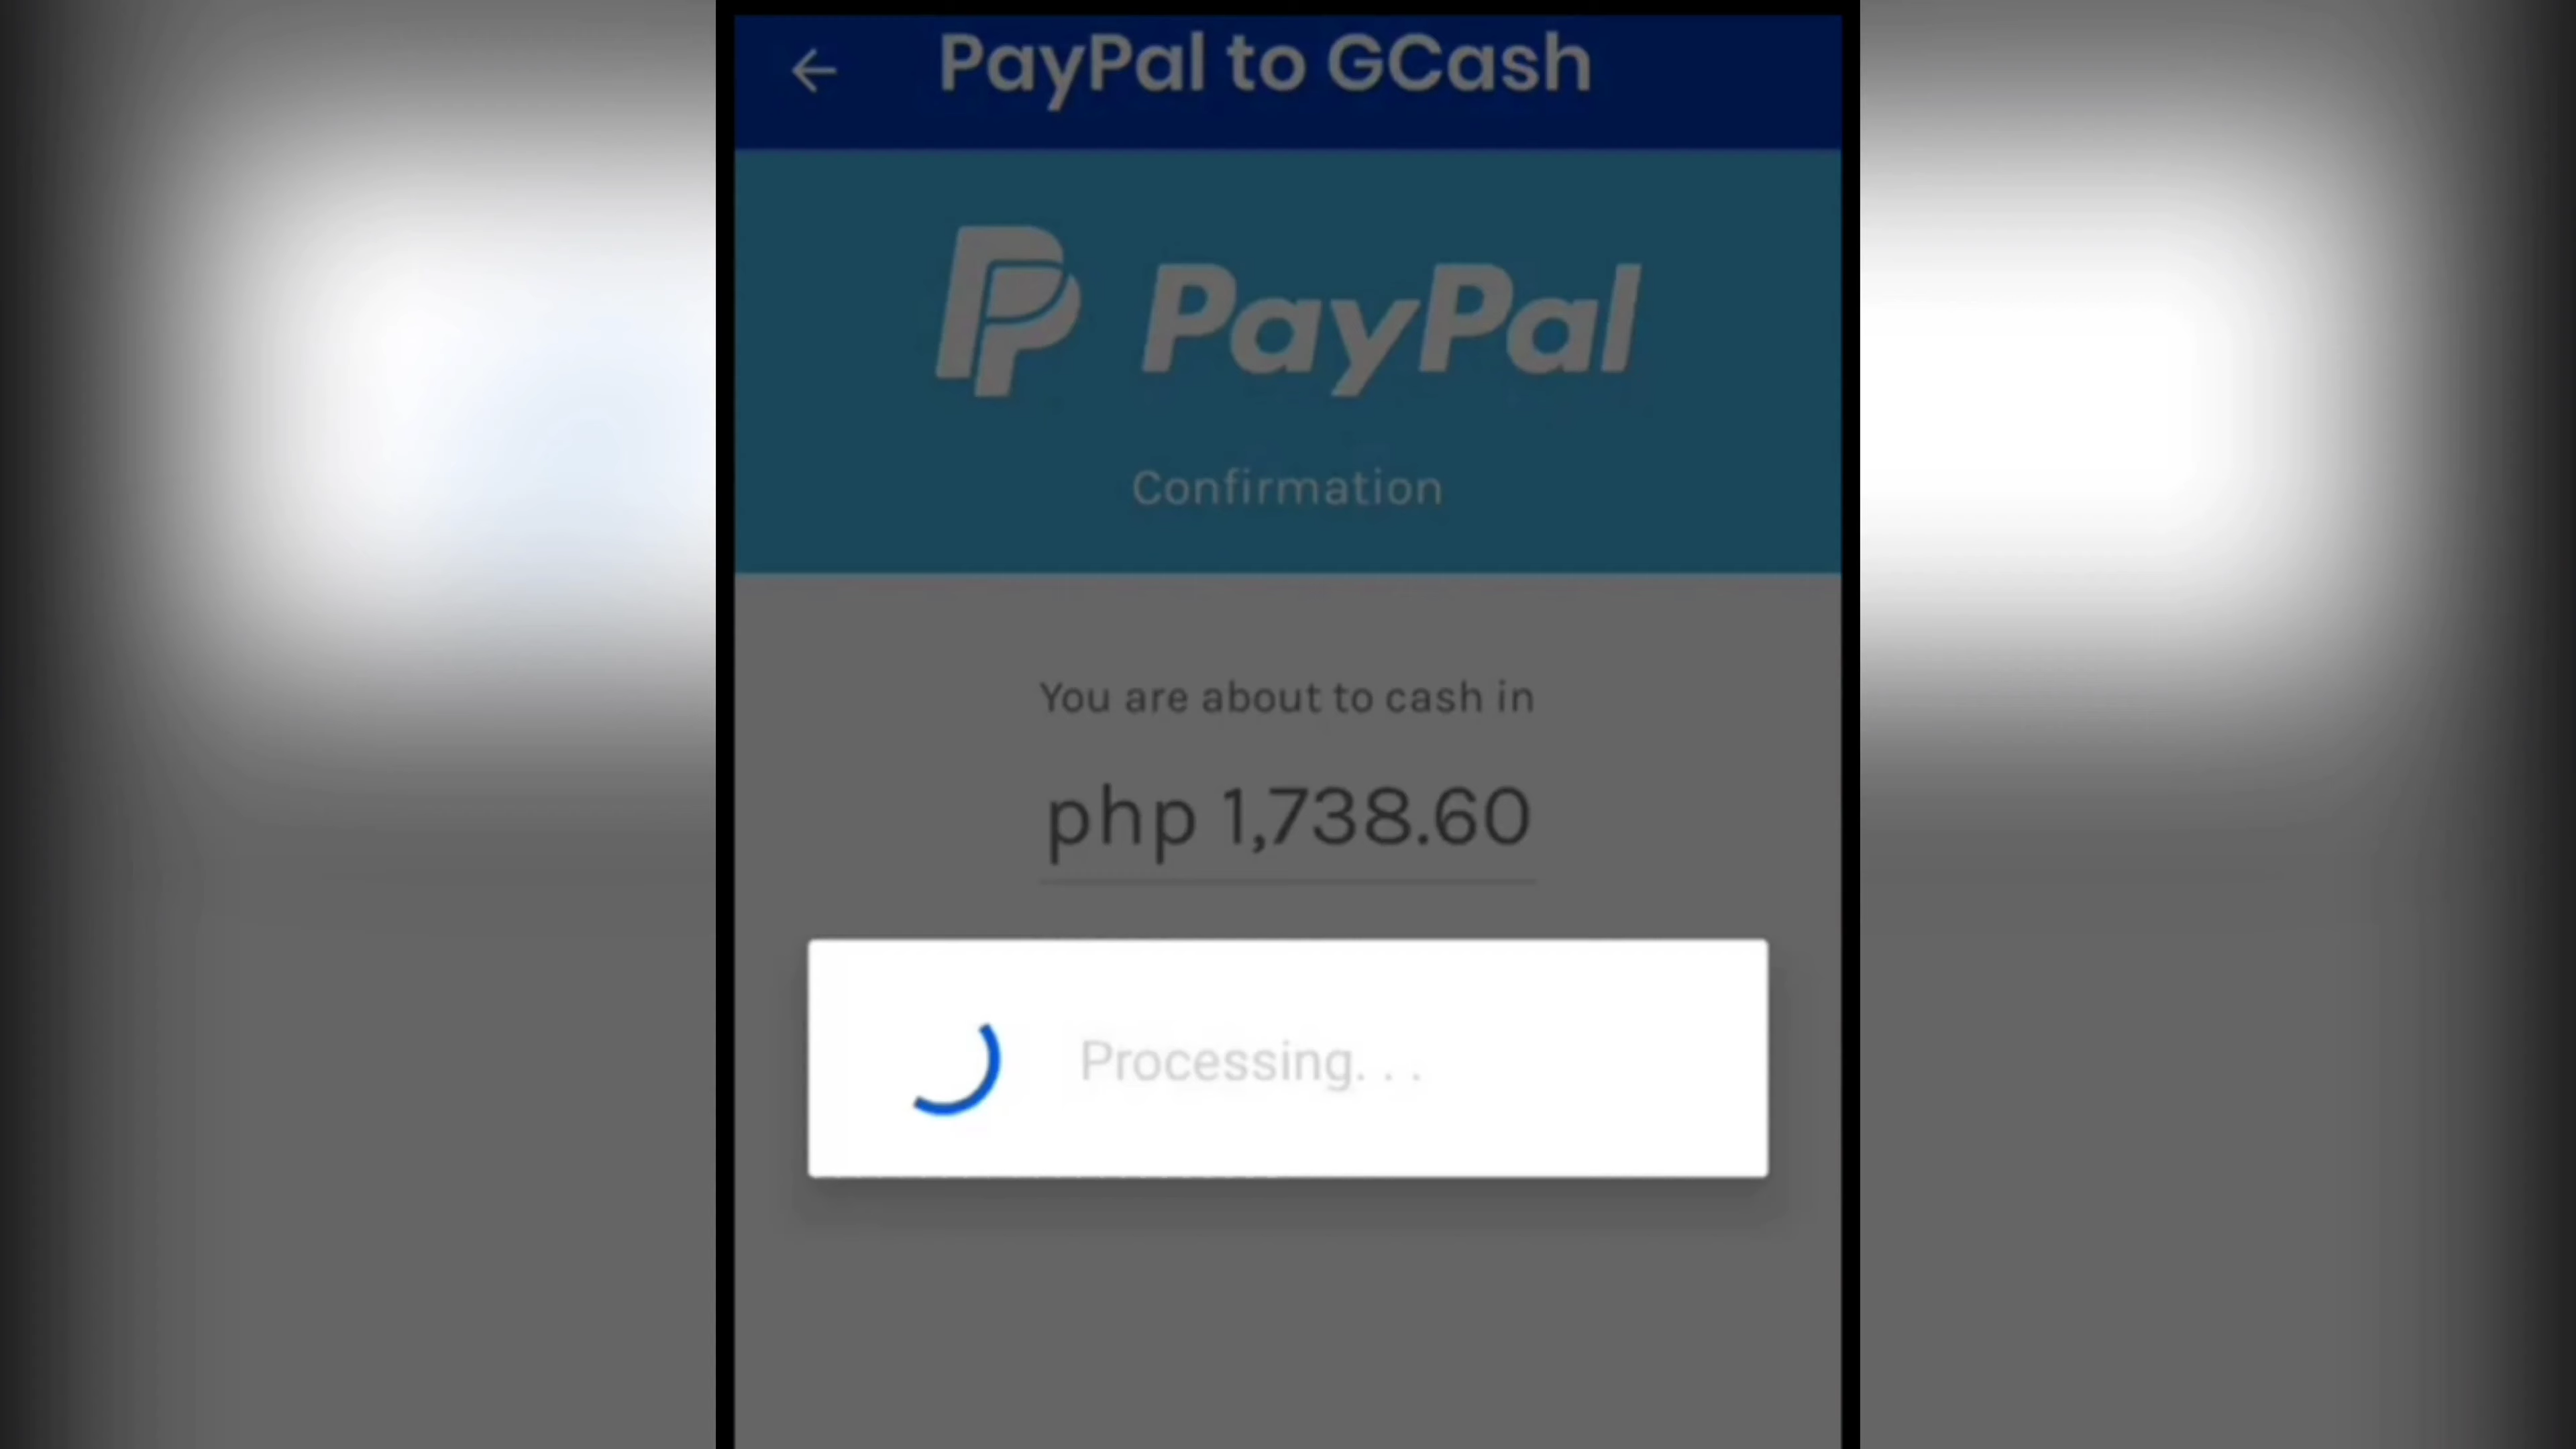 PayPal to GCash
PayPal
Confirmation
You are about to cash in
php 1,738.60
Processing. . .